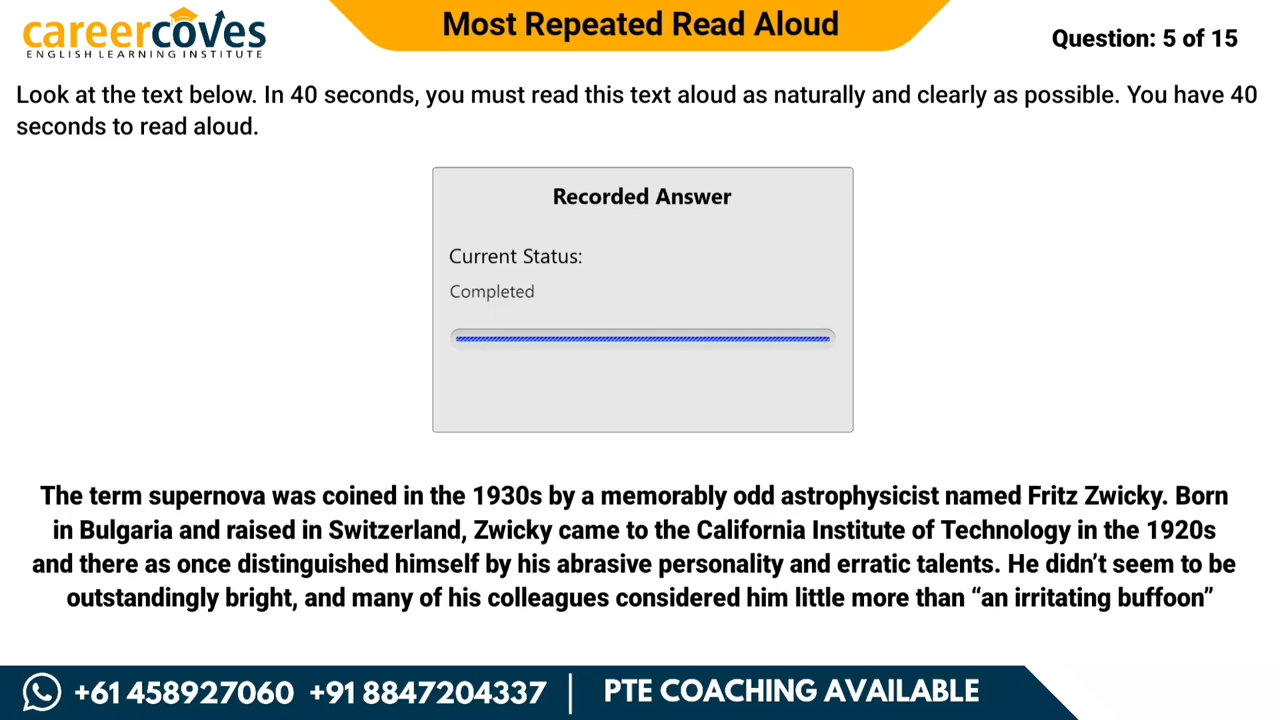 careercoves
ENGLISH LEARNING INSTITUTE
Most Repeated Read Aloud
Question: 5 of 15
Look at the text below. In 40 seconds, you must read this text aloud as naturally and clearly as possible. You have 40
seconds to read aloud.
Recorded Answer
Current Status:
Completed
The term supernova was coined in the 1930s by a memorably odd astrophysicist named Fritz Zwicky. Born
in Bulgaria and raised in Switzerland, Zwicky came to the California Institute of Technology in the 1920s
and there as once distinguished himself by his abrasive personality and erratic talents. He didn’t seem to be
outstandingly bright, and many of his colleagues considered him little more than “an irritating buffoon”
+61 458927060 +91 8847204337 | PTE COACHING AVAILABLE